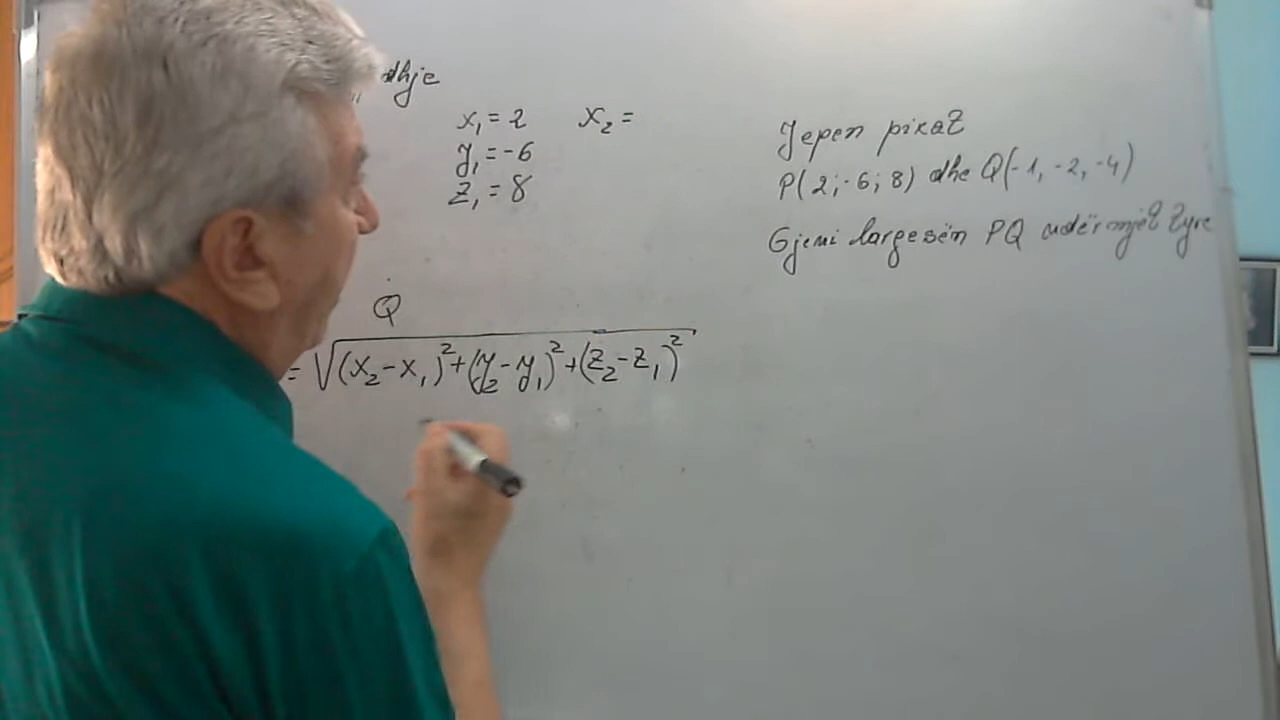 dhje
x₁ = 2 x₂ =
y₁ = -6
z₁ = 8
Jepen pikat
P(2;-6;8) dhe Q(-1,-2,-4)
Gjeni largesën PQ ndërmjet tyre
Q
= √(x₂-x₁)²+(y₂-y₁)²+(z₂-z₁)²